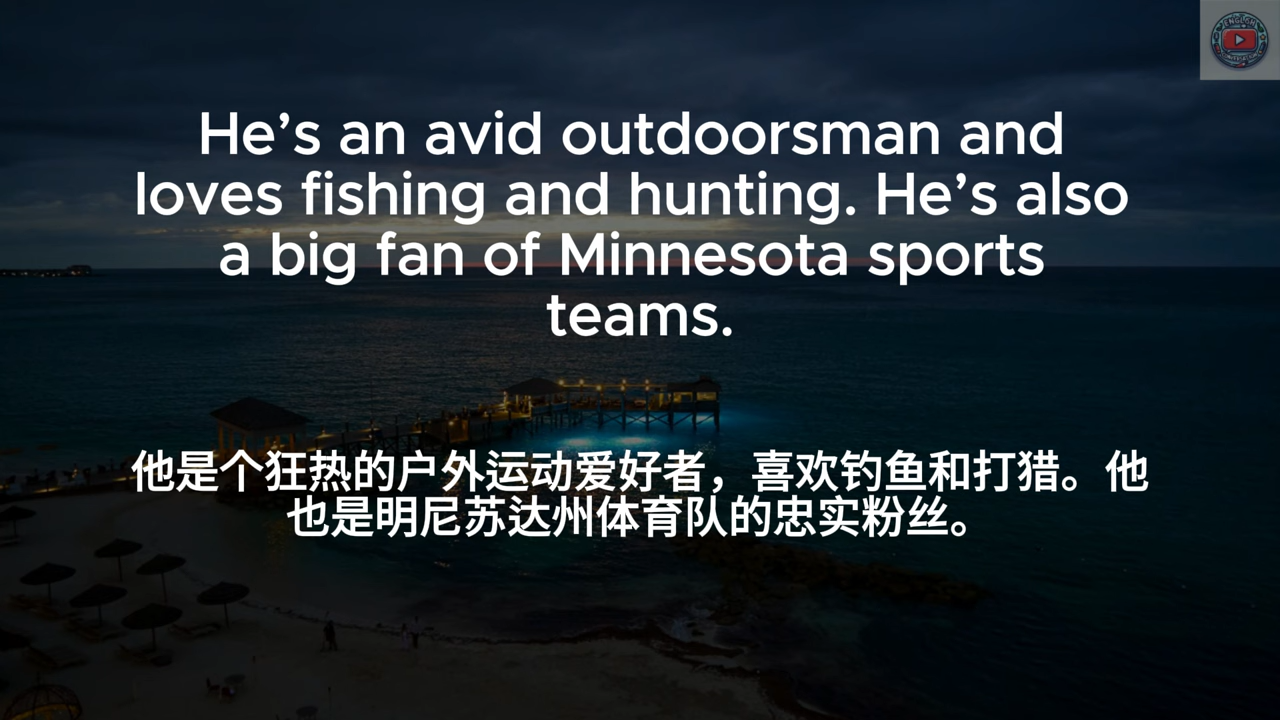 He’s an avid outdoorsman and
loves fishing and hunting. He’s also
a big fan of Minnesota sports
teams.
他是个狂热的户外运动爱好者，喜欢钓鱼和打猎。他
也是明尼苏达州体育队的忠实粉丝。
ENGLISH